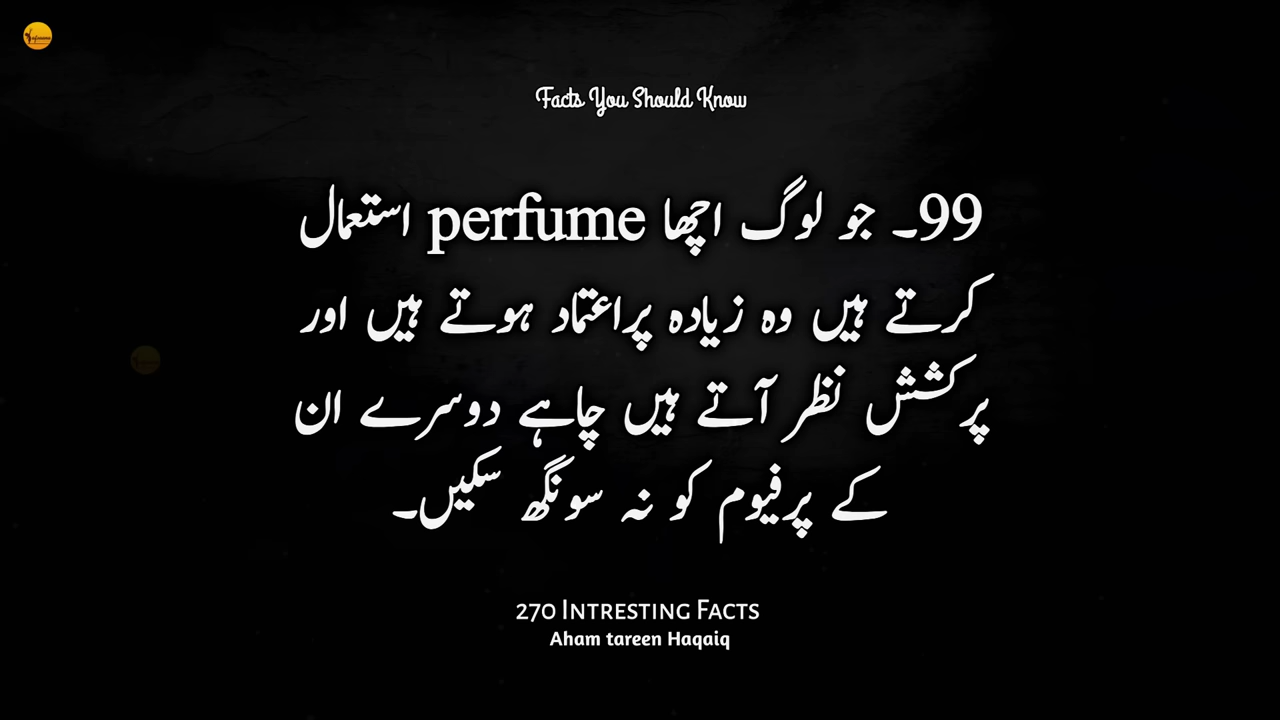 Facts You Should Know
99۔ جو لوگ اچھا perfume استعمال
کرتے ہیں وہ زیادہ پراعتماد ہوتے ہیں اور
پرکشش نظر آتے ہیں چاہے دوسرے ان
کے پرفیوم کو نہ سونگھ سکیں۔
270 INTRESTING FACTS
Aham tareen Haqaiq